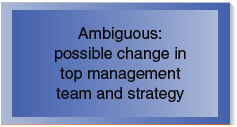 Ambiguous:
possible change in
top management
team and strategy